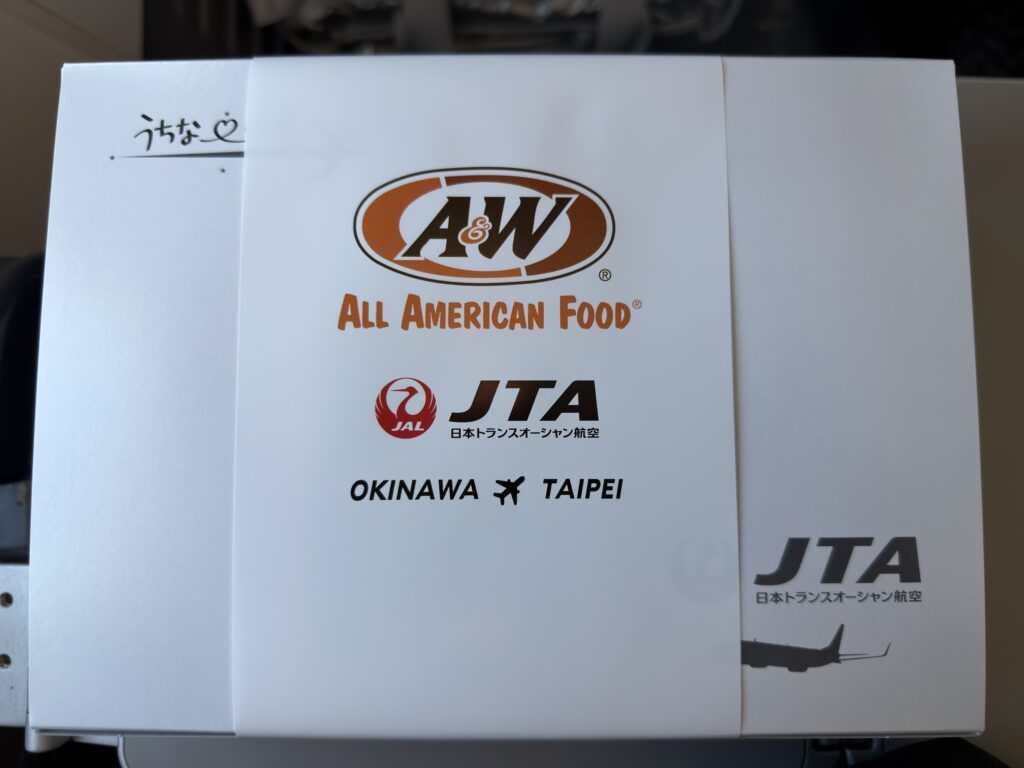 うちな
A&W®
ALL AMERICAN FOOD®
JAL JTA
日本トランスオーシャン航空
OKINAWA TAIPEI
JTA
日本トランスオーシャン航空